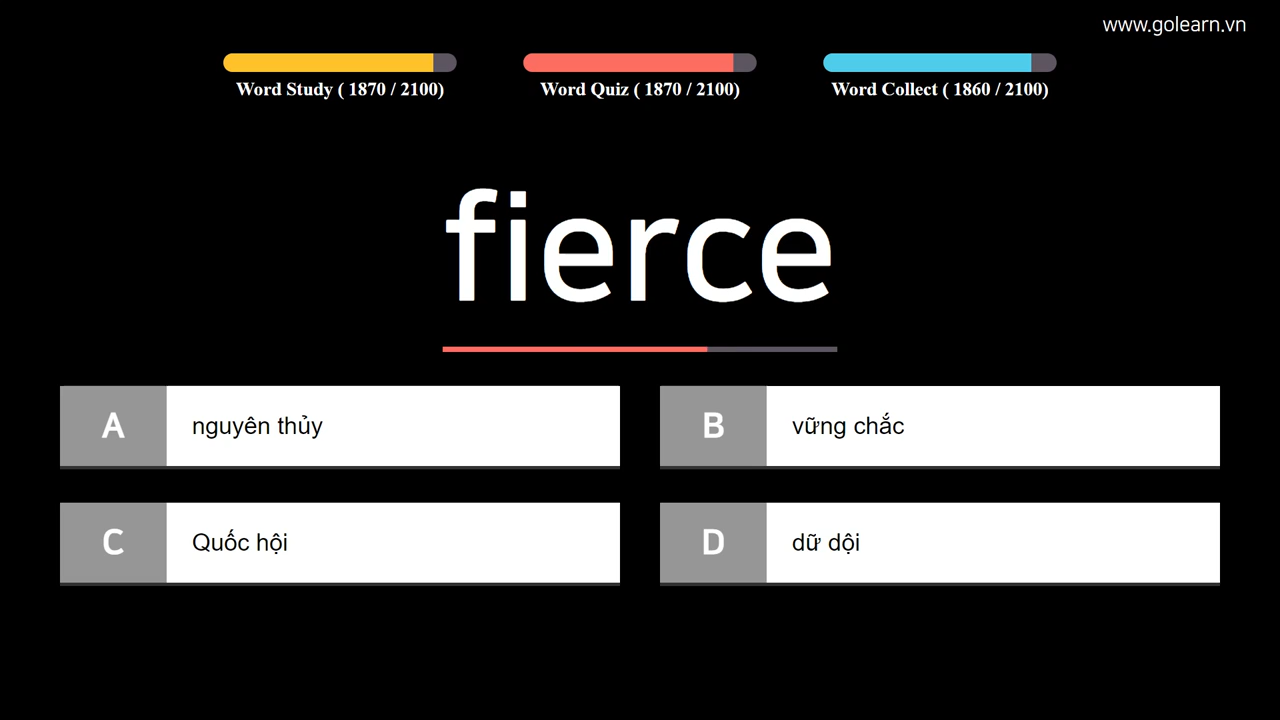 www.golearn.vn
Word Study ( 1870 / 2100)
Word Quiz ( 1870 / 2100)
Word Collect ( 1860 / 2100)
fierce
A nguyên thủy
B vững chắc
C Quốc hội
D dữ dội